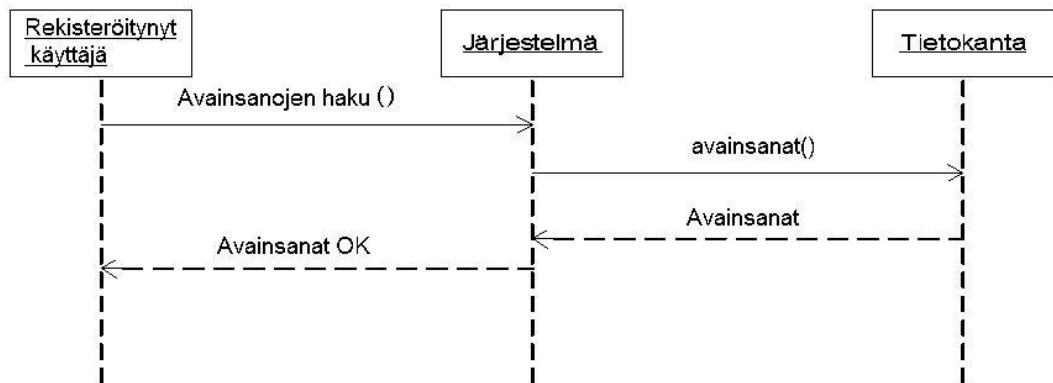 Rekisteröitynyt
käyttäjä
Järjestelmä
Tietokanta
Avainsanojen haku ()
avainsanat()
Avainsanat
Avainsanat OK